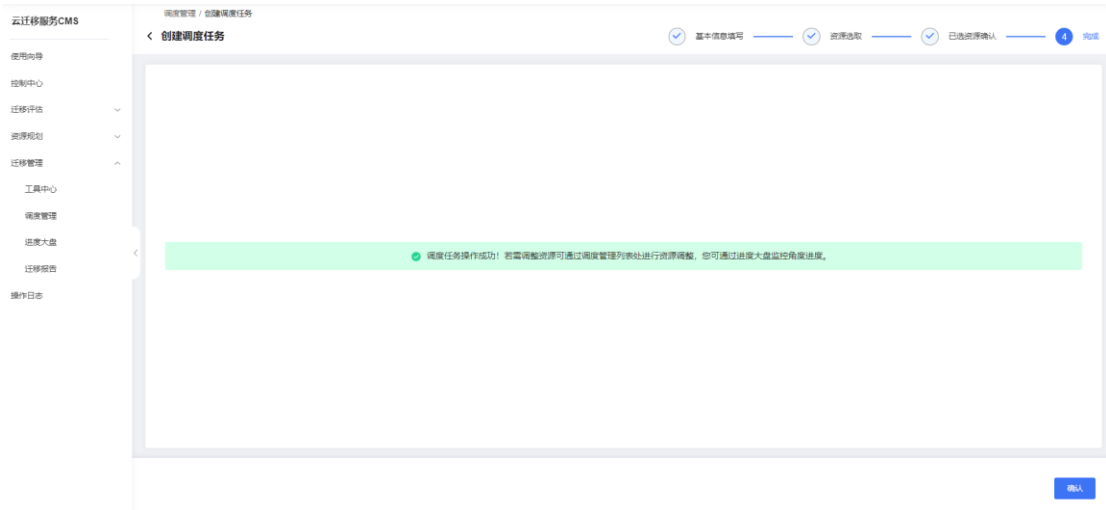 云迁移服务CMS
使用向导
控制中心
迁移评估
资源规划
迁移管理
工具中心
调度管理
进度大盘
迁移报告
操作日志
调度管理 / 创建调度任务
创建调度任务
基本信息填写
资源选取
已选资源确认
4 完成
调度任务操作成功！若需调整资源可通过调度管理列表处进行资源调整，您可通过进度大盘监控角度进度。
确认